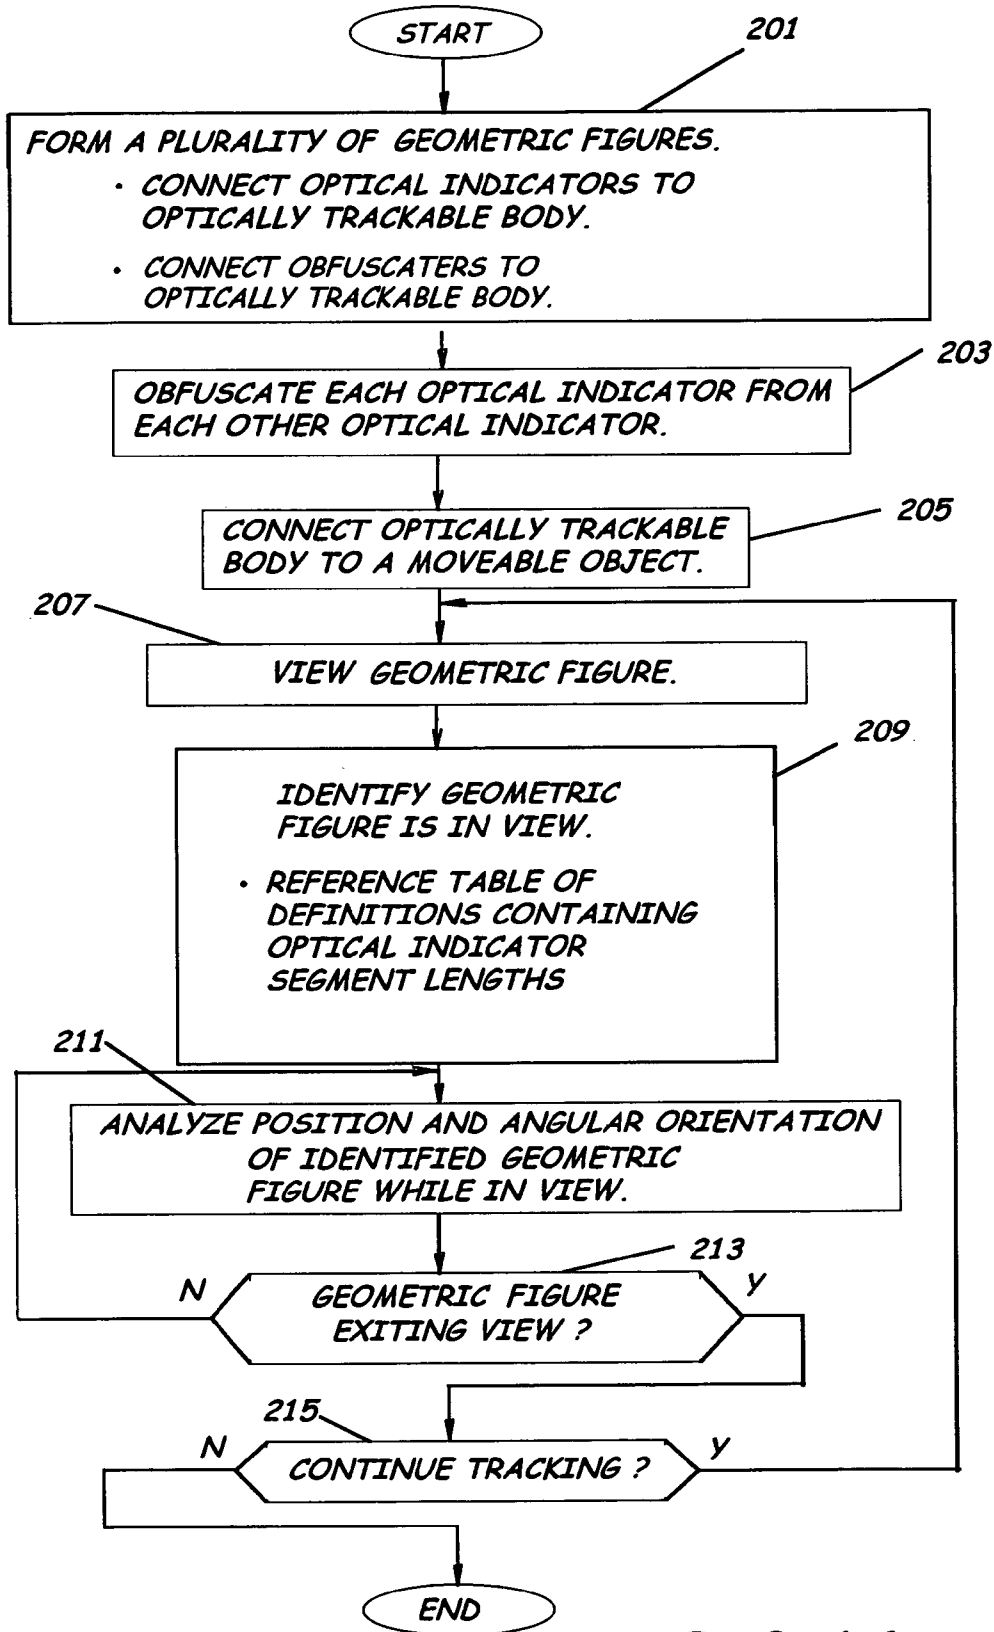 START
201
FORM A PLURALITY OF GEOMETRIC FIGURES.
· CONNECT OPTICAL INDICATORS TO
OPTICALLY TRACKABLE BODY.
· CONNECT OBFUSCATERS TO
OPTICALLY TRACKABLE BODY.
203
OBFUSCATE EACH OPTICAL INDICATOR FROM
EACH OTHER OPTICAL INDICATOR.
205
CONNECT OPTICALLY TRACKABLE
BODY TO A MOVEABLE OBJECT.
207
VIEW GEOMETRIC FIGURE.
209
IDENTIFY GEOMETRIC
FIGURE IS IN VIEW.
· REFERENCE TABLE OF
DEFINITIONS CONTAINING
OPTICAL INDICATOR
SEGMENT LENGTHS
211
ANALYZE POSITION AND ANGULAR ORIENTATION
OF IDENTIFIED GEOMETRIC
FIGURE WHILE IN VIEW.
213
N
Y
GEOMETRIC FIGURE
EXITING VIEW ?
215
N
Y
CONTINUE TRACKING ?
END